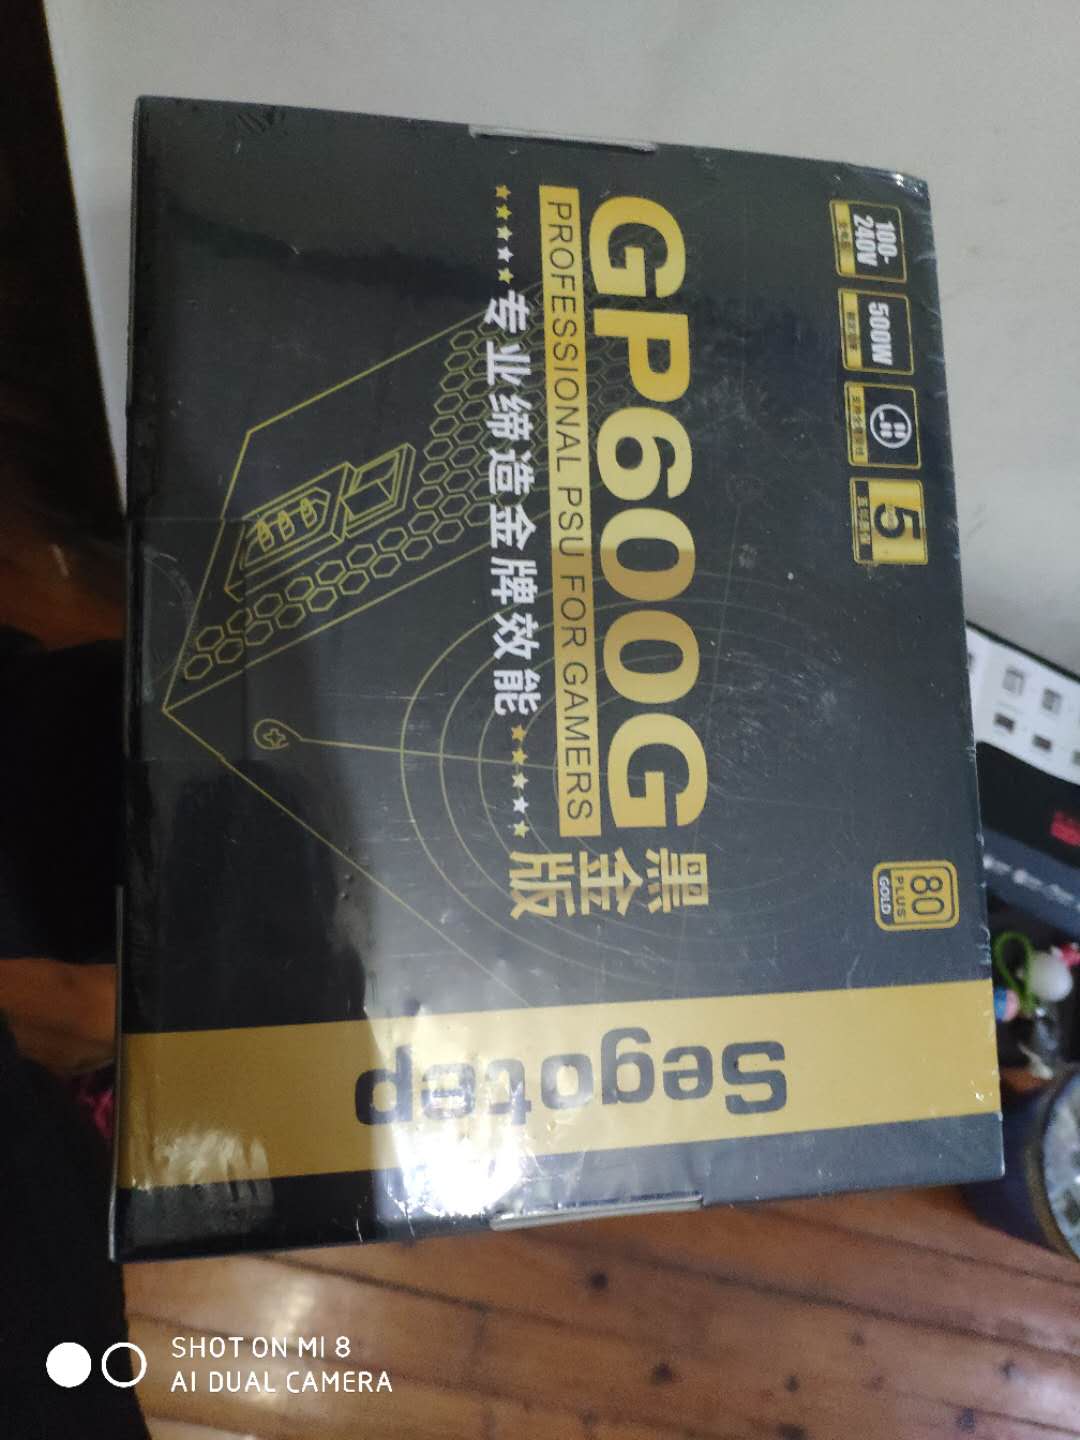 100-
240V
500W
5
GP600G
黑
金
版
PROFESSIONAL PSU FOR GAMERS
专业缔造金牌效能
80
PLUS
GOLD
Segotep
SHOT ON MI 8
AI DUAL CAMERA